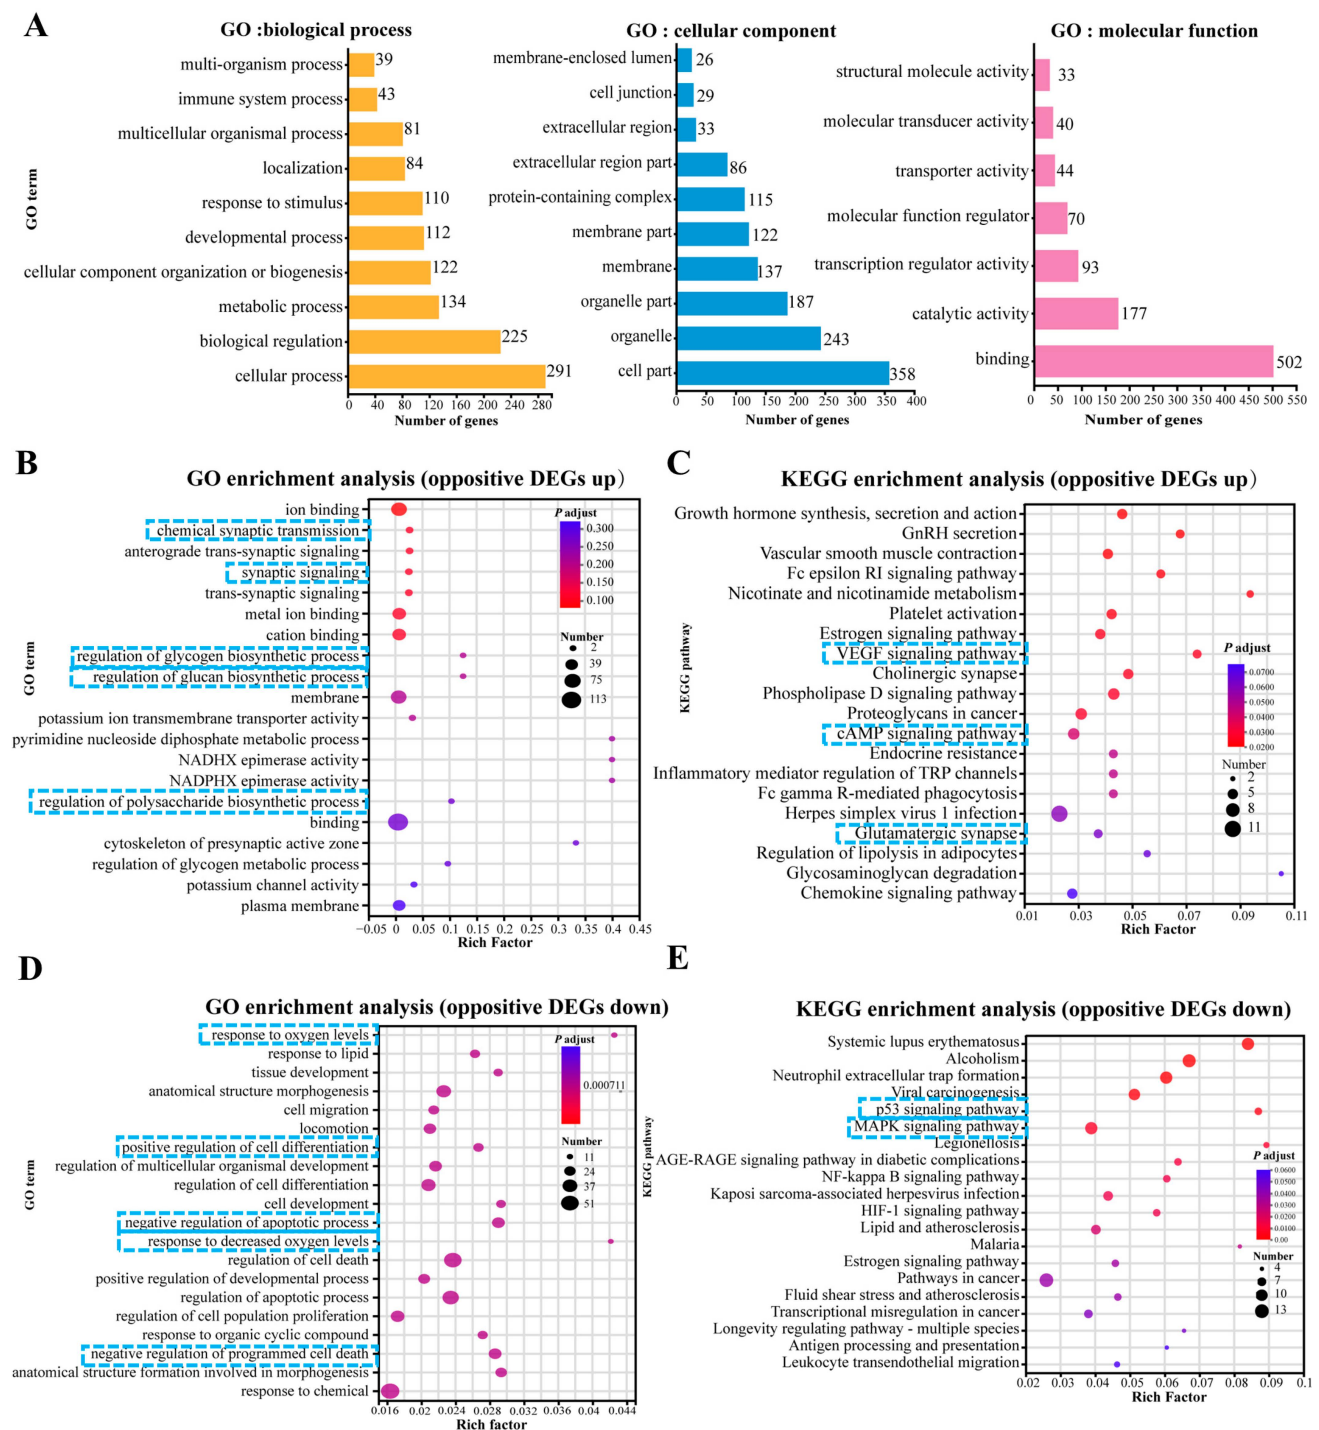 A
GO :biological process
GO term
multi-organism process 39
immune system process 43
multicellular organismal process 81
localization 84
response to stimulus 110
developmental process 112
cellular component organization or biogenesis 122
metabolic process 134
biological regulation 225
cellular process 291
0 40 80 120 160 200 240 280
Number of genes
GO : cellular component
membrane-enclosed lumen 26
cell junction 29
extracellular region 33
extracellular region part 86
protein-containing complex 115
membrane part 122
membrane 137
organelle part 187
organelle 243
cell part 358
0 50 100 150 200 250 300 350 400
Number of genes
GO : molecular function
structural molecule activity 33
molecular transducer activity 40
transporter activity 44
molecular function regulator 70
transcription regulator activity 93
catalytic activity 177
binding 502
0 50 100 150 200 250 300 350 400 450 500 550
Number of genes
B
GO enrichment analysis (oppositive DEGs up)
GO term
ion binding
chemical synaptic transmission
anterograde trans-synaptic signaling
synaptic signaling
trans-synaptic signaling
metal ion binding
cation binding
regulation of glycogen biosynthetic process
regulation of glucan biosynthetic process
membrane
potassium ion transmembrane transporter activity
pyrimidine nucleoside diphosphate metabolic process
NADHX epimerase activity
NADPHX epimerase activity
regulation of polysaccharide biosynthetic process
binding
cytoskeleton of presynaptic active zone
regulation of glycogen metabolic process
potassium channel activity
plasma membrane
−0.05 0 0.05 0.1 0.15 0.2 0.25 0.3 0.35 0.4 0.45
Rich Factor
P adjust
0.300
0.250
0.200
0.150
0.100
Number
2
39
75
113
C
KEGG enrichment analysis (oppositive DEGs up)
KEGG pathway
Growth hormone synthesis, secretion and action
GnRH secretion
Vascular smooth muscle contraction
Fc epsilon RI signaling pathway
Nicotinate and nicotinamide metabolism
Platelet activation
Estrogen signaling pathway
VEGF signaling pathway
Cholinergic synapse
Phospholipase D signaling pathway
Proteoglycans in cancer
cAMP signaling pathway
Endocrine resistance
Inflammatory mediator regulation of TRP channels
Fc gamma R-mediated phagocytosis
Herpes simplex virus 1 infection
Glutamatergic synapse
Regulation of lipolysis in adipocytes
Glycosaminoglycan degradation
Chemokine signaling pathway
0.01 0.03 0.05 0.07 0.09 0.11
Rich Factor
P adjust
0.0700
0.0600
0.0500
0.0400
0.0300
0.0200
Number
2
5
8
11
D
GO enrichment analysis (oppositive DEGs down)
GO term
response to oxygen levels
response to lipid
tissue development
anatomical structure morphogenesis
cell migration
locomotion
positive regulation of cell differentiation
regulation of multicellular organismal development
regulation of cell differentiation
cell development
negative regulation of apoptotic process
response to decreased oxygen levels
regulation of cell death
positive regulation of developmental process
regulation of apoptotic process
regulation of cell population proliferation
response to organic cyclic compound
negative regulation of programmed cell death
anatomical structure formation involved in morphogenesis
response to chemical
0.016 0.02 0.024 0.028 0.032 0.036 0.04 0.044
Rich factor
P adjust
0.000711
Number
11
24
37
51
E
KEGG enrichment analysis (oppositive DEGs down)
KEGG pathway
Systemic lupus erythematosus
Alcoholism
Neutrophil extracellular trap formation
Viral carcinogenesis
p53 signaling pathway
MAPK signaling pathway
Legionellosis
AGE-RAGE signaling pathway in diabetic complications
NF-kappa B signaling pathway
Kaposi sarcoma-associated herpesvirus infection
HIF-1 signaling pathway
Lipid and atherosclerosis
Malaria
Estrogen signaling pathway
Pathways in cancer
Fluid shear stress and atherosclerosis
Transcriptional misregulation in cancer
Longevity regulating pathway - multiple species
Antigen processing and presentation
Leukocyte transendothelial migration
0.02 0.03 0.04 0.05 0.06 0.07 0.08 0.09 0.1
Rich Factor
P adjust
0.0600
0.0500
0.0400
0.0300
0.0200
0.0100
0.00
Number
4
7
10
13